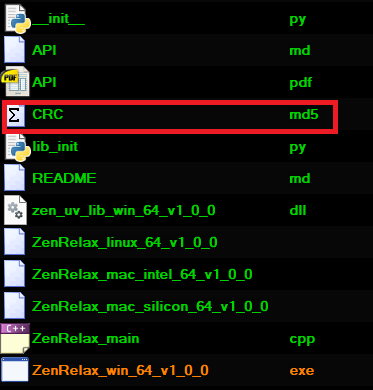 __init__ py
API md
API pdf
CRC md5
lib_init py
README md
zen_uv_lib_win_64_v1_0_0 dll
ZenRelax_linux_64_v1_0_0
ZenRelax_mac_intel_64_v1_0_0
ZenRelax_mac_silicon_64_v1_0_0
C++ ZenRelax_main cpp
ZenRelax_win_64_v1_0_0 exe